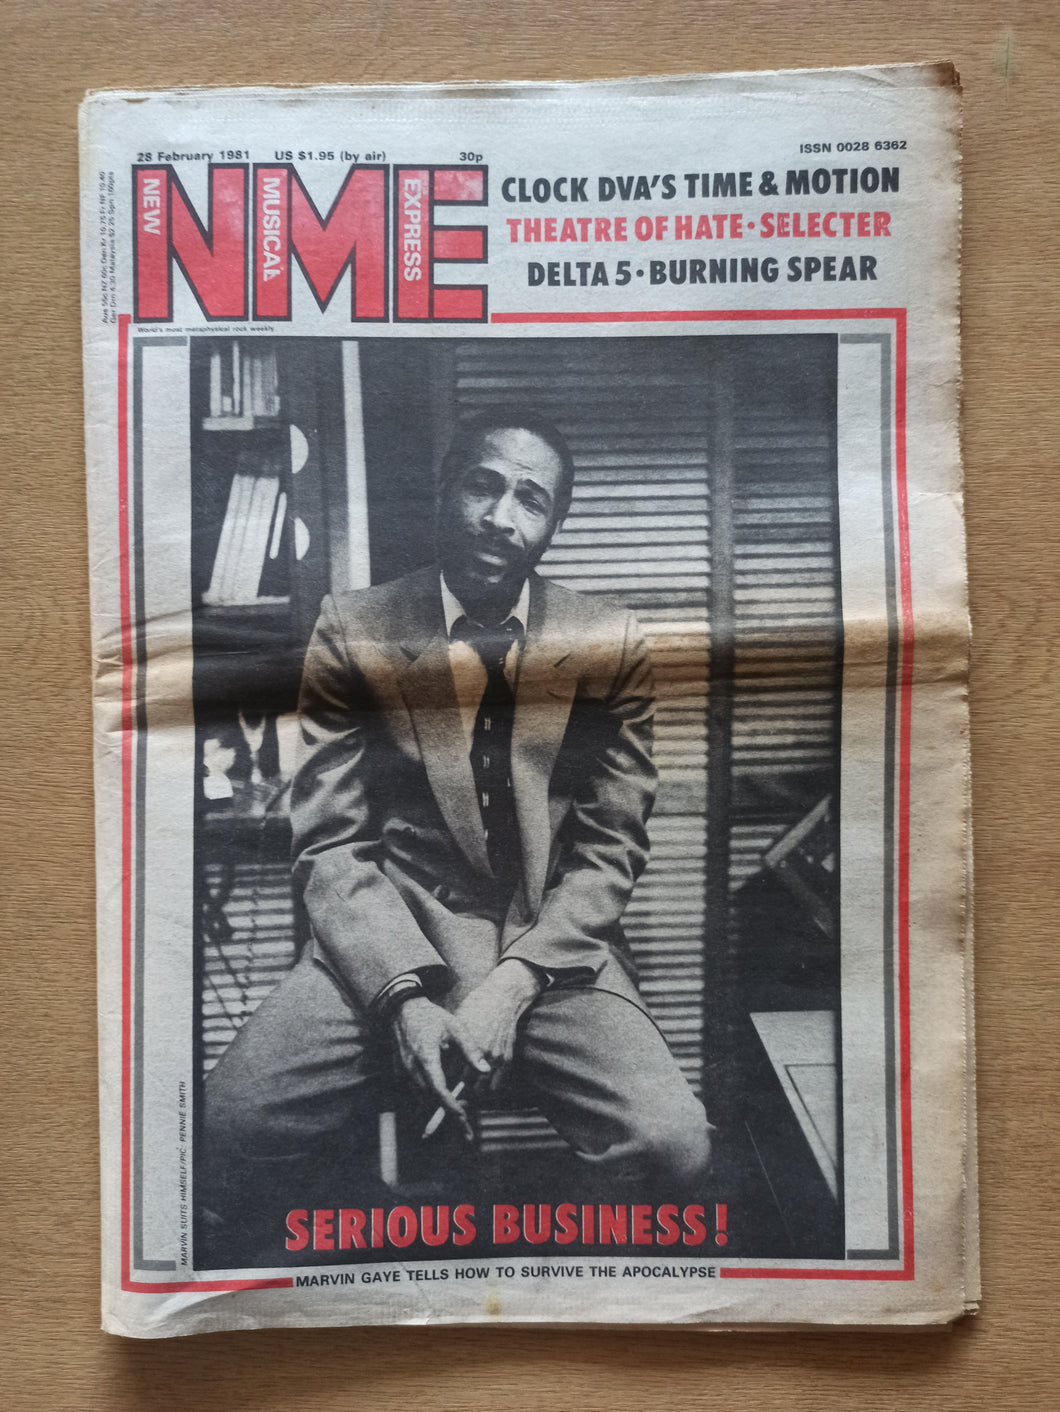 28 February 1981 US $1.95 (by air) 30p
ISSN 0028 6362
NME
NEW MUSICAL EXPRESS
CLOCK DVA'S TIME & MOTION
THEATRE OF HATE • SELECTER
DELTA 5 • BURNING SPEAR
World's most metaphysical rock weekly
MARVIN SUITS HIMSELF/PIC: PENNIE SMITH
SERIOUS BUSINESS!
MARVIN GAYE TELLS HOW TO SURVIVE THE APOCALYPSE